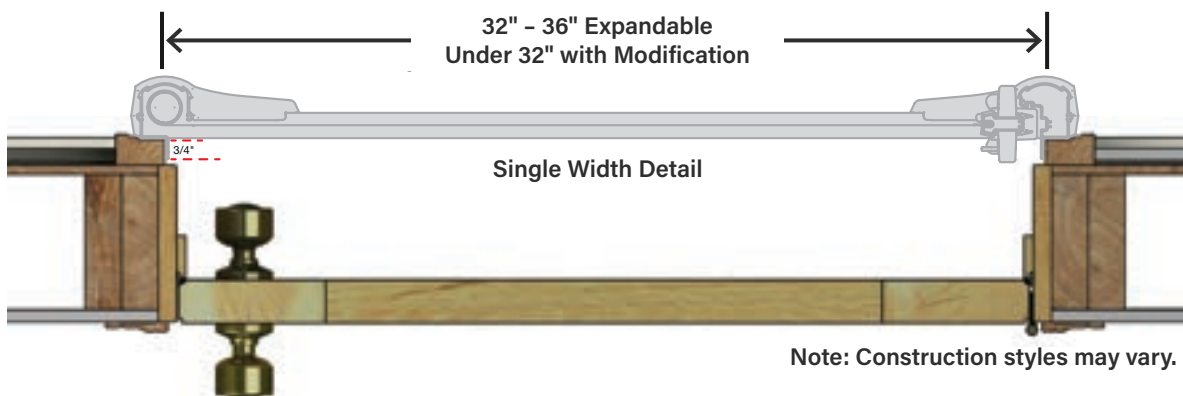 32" – 36" Expandable
Under 32" with Modification
3/4"
Single Width Detail
Note: Construction styles may vary.